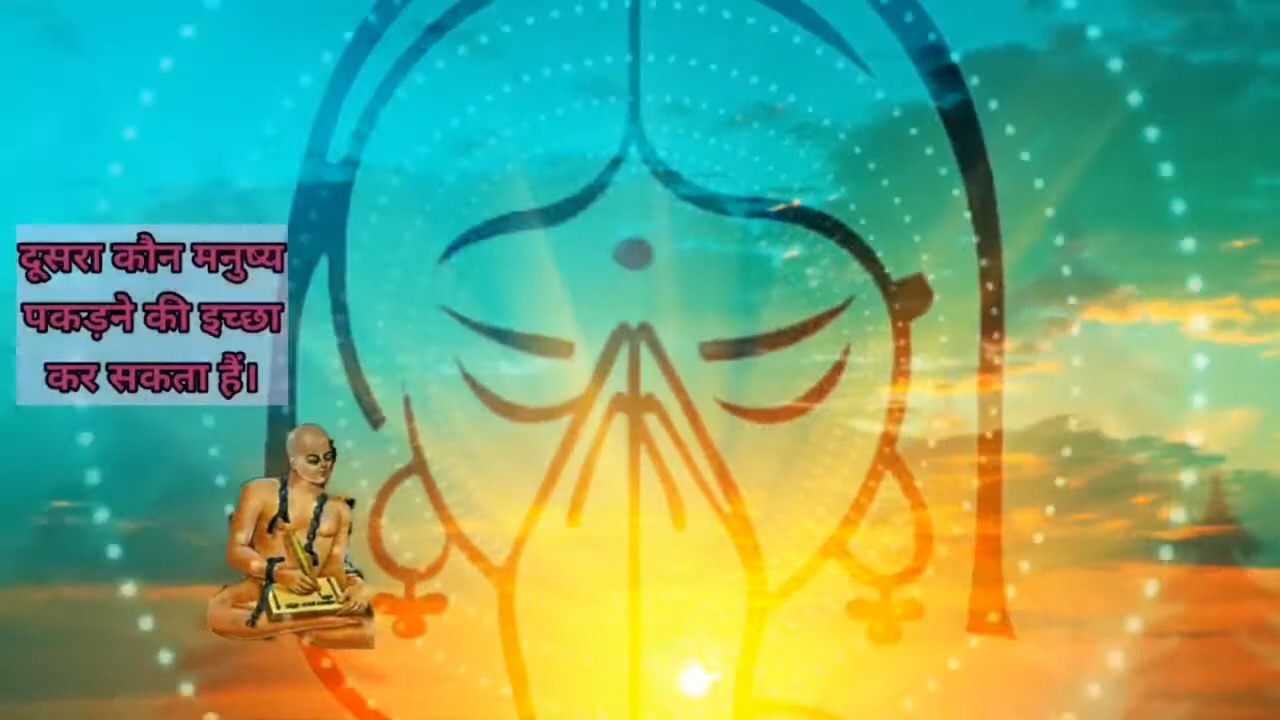 दूसरा कौन मनुष्य
पकड़ने की इच्छा
कर सकता हैं।